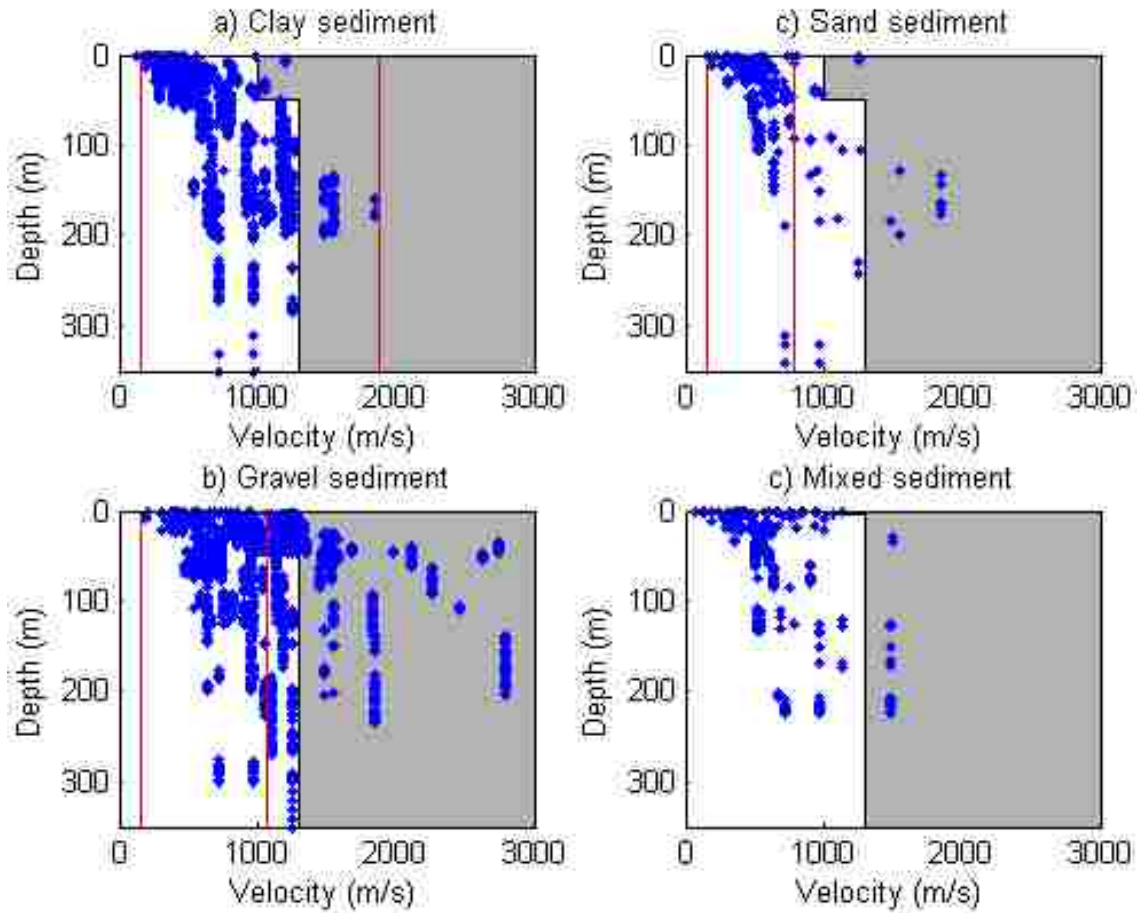 a) Clay sediment
0
100
200
300
Depth (m)
0 1000 2000 3000
Velocity (m/s)
c) Sand sediment
0
100
200
300
Depth (m)
0 1000 2000 3000
Velocity (m/s)
b) Gravel sediment
0
100
200
300
Depth (m)
0 1000 2000 3000
Velocity (m/s)
c) Mixed sediment
0
100
200
300
Depth (m)
0 1000 2000 3000
Velocity (m/s)